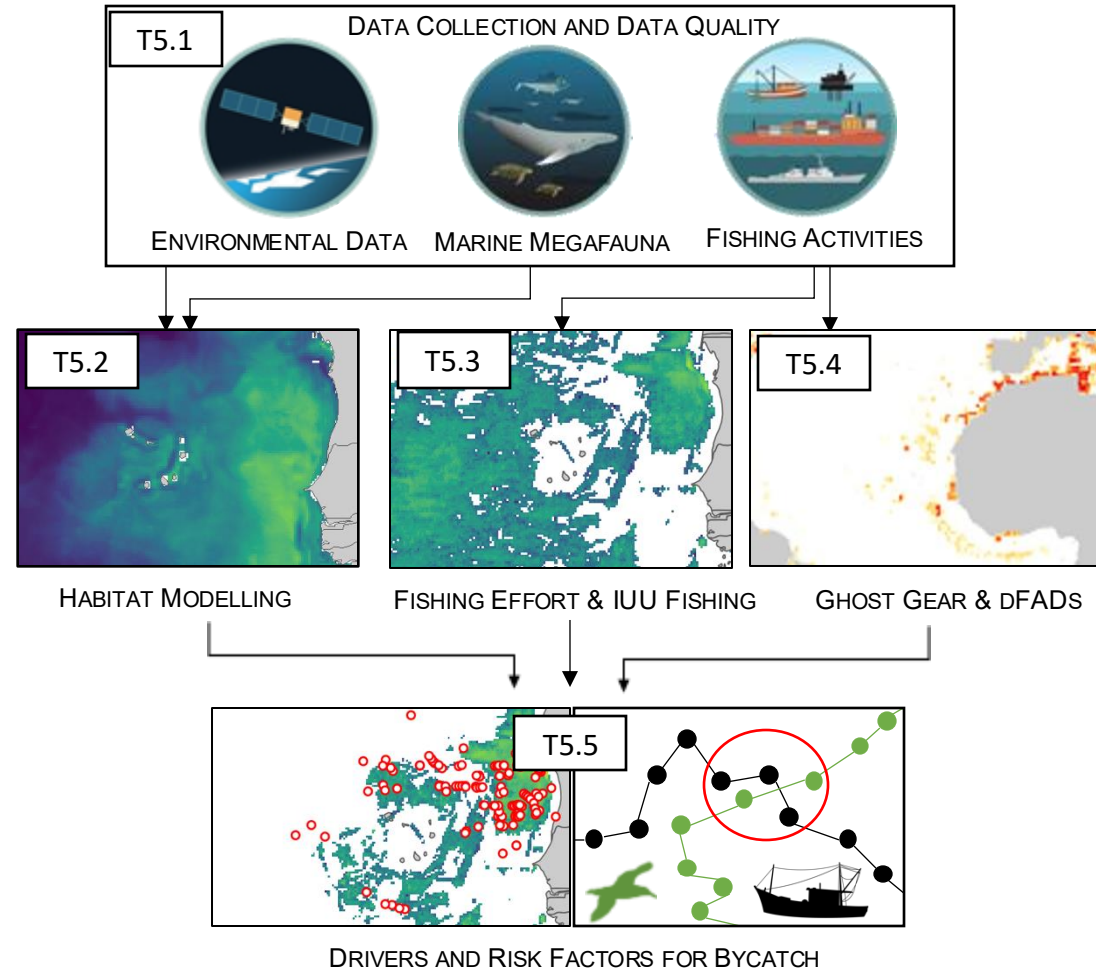 T5.1
DATA COLLECTION AND DATA QUALITY
ENVIRONMENTAL DATA
MARINE MEGAFAUNA
FISHING ACTIVITIES
T5.2
T5.3
T5.4
HABITAT MODELLING
FISHING EFFORT & IUU FISHING
GHOST GEAR & DFADS
T5.5
DRIVERS AND RISK FACTORS FOR BYCATCH